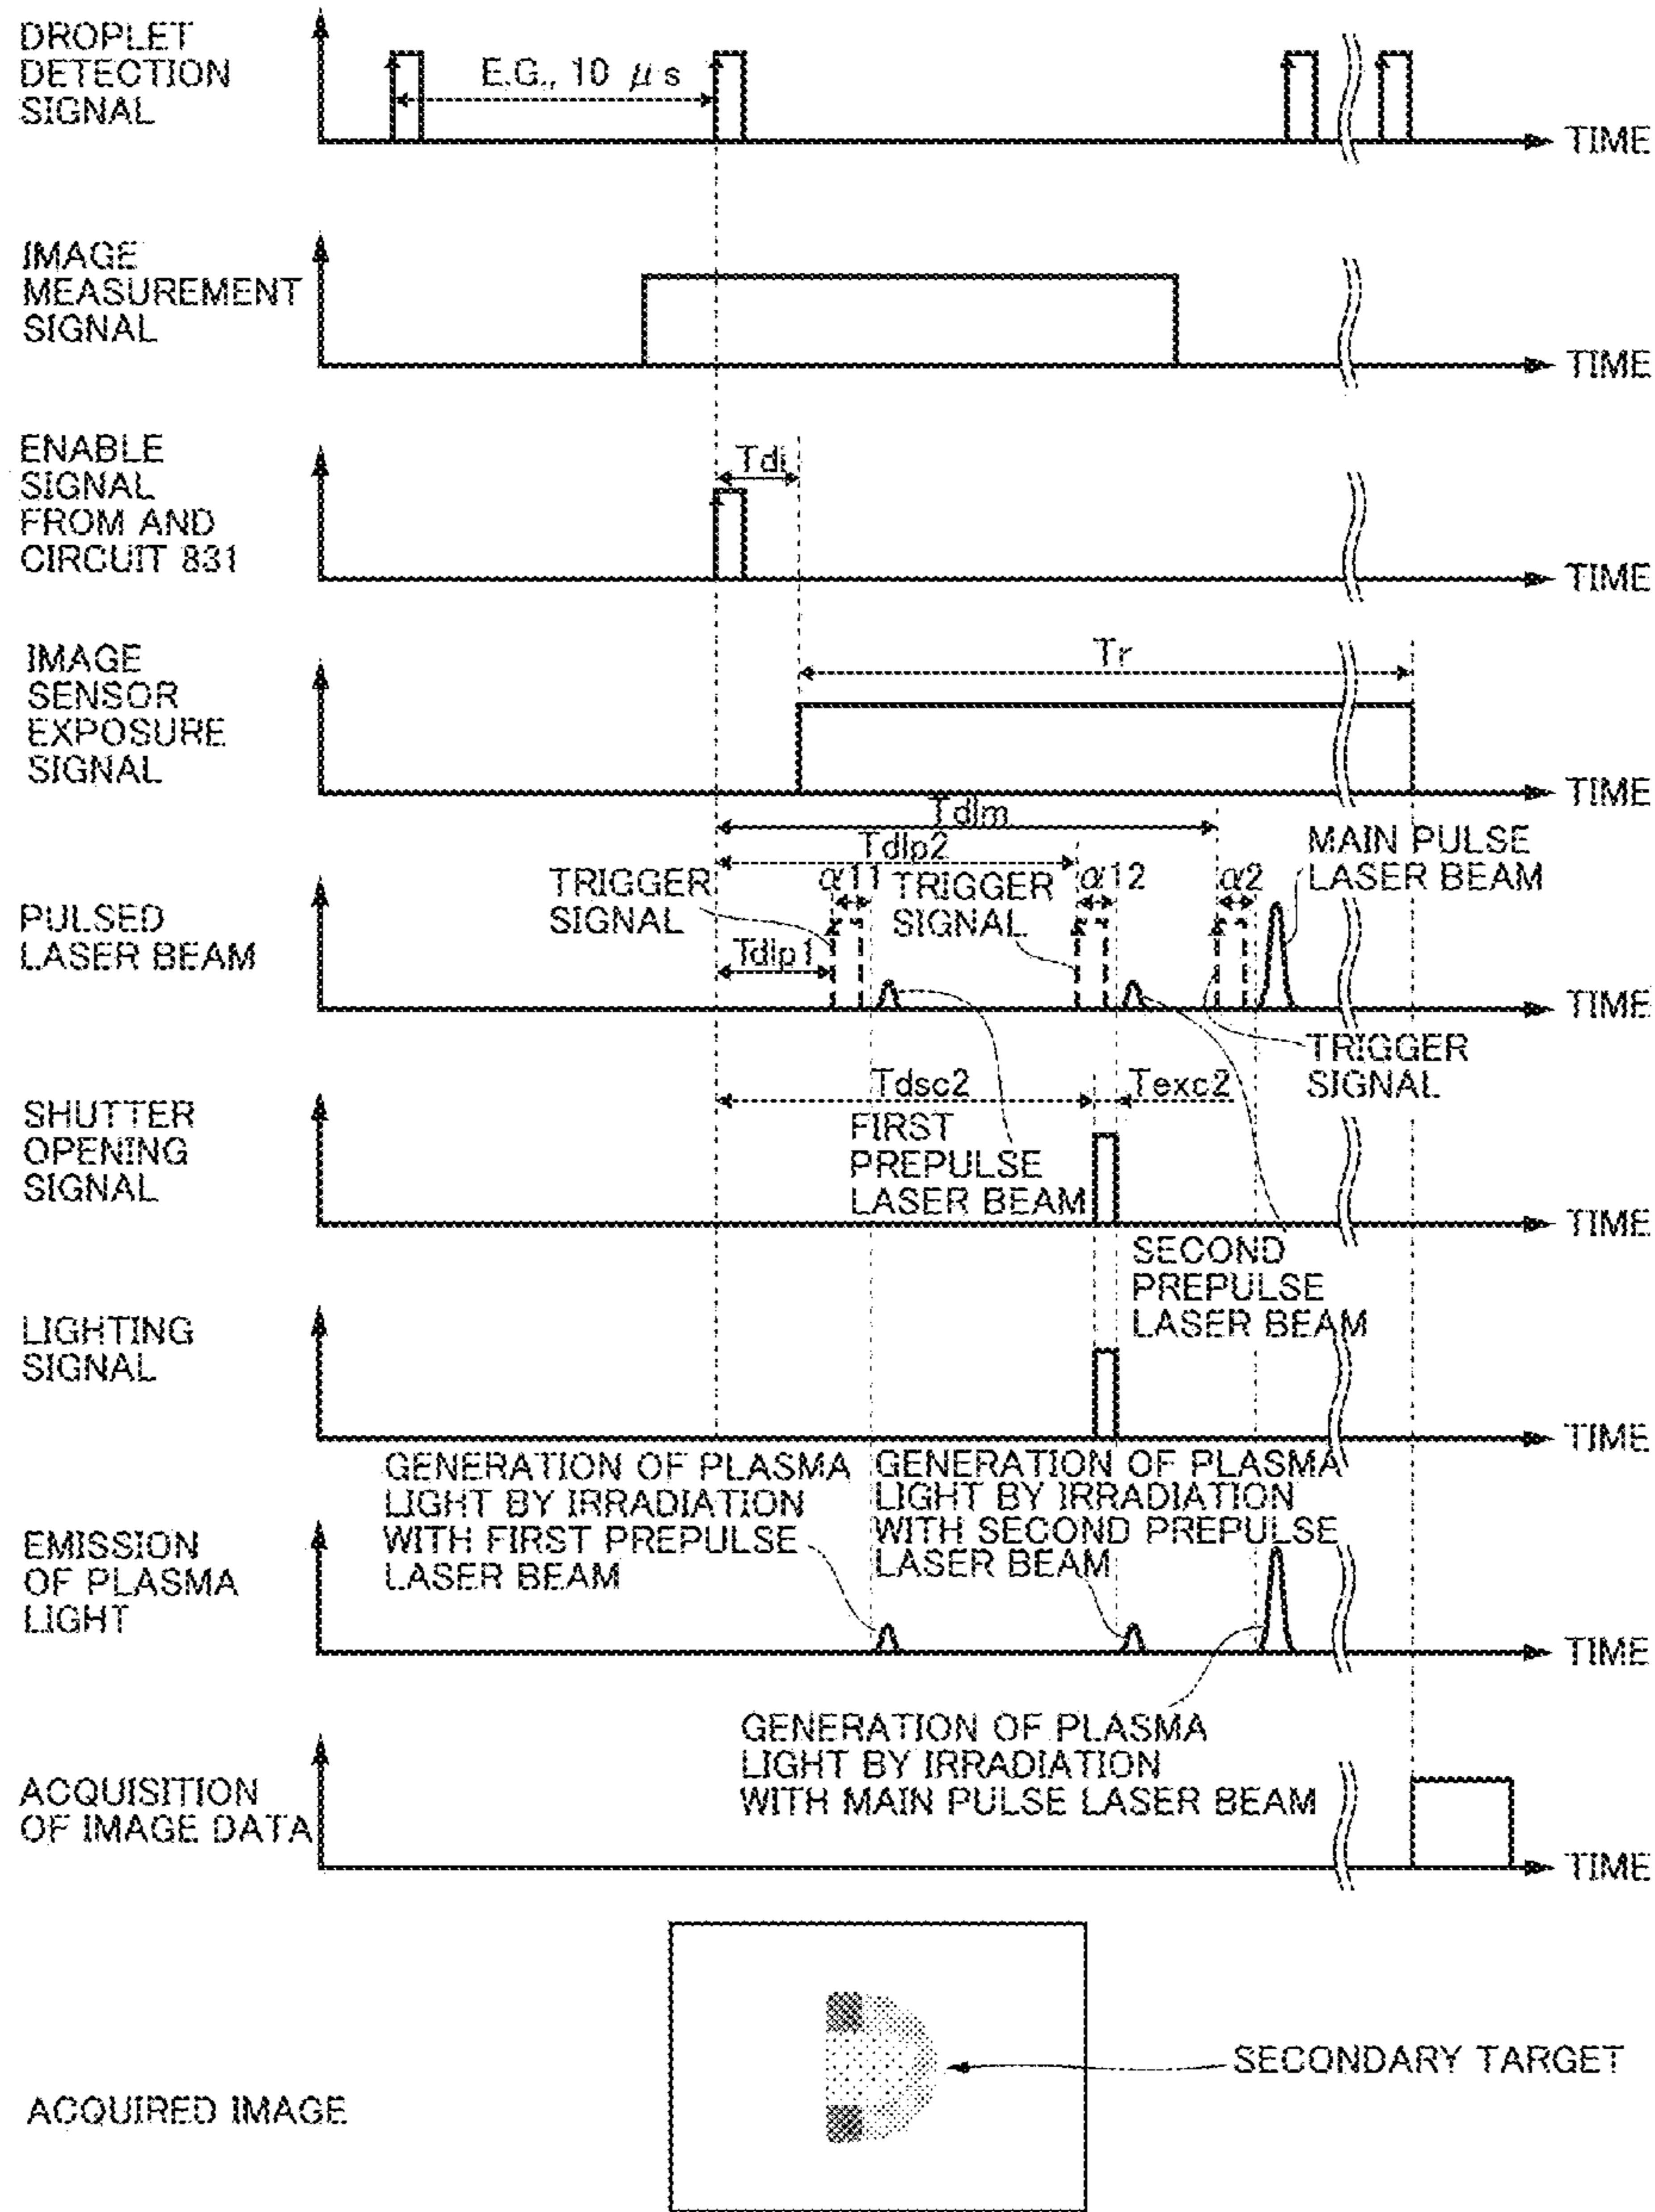 DROPLET
DETECTION
SIGNAL
E.G., 10 μs
TIME
IMAGE
MEASUREMENT
SIGNAL
TIME
ENABLE
SIGNAL
FROM AND
CIRCUIT 831
Tdi
TIME
IMAGE
SENSOR
EXPOSURE
SIGNAL
Tr
TIME
PULSED
LASER BEAM
Tdlm
Tdlp2
TRIGGER
SIGNAL
α11
TRIGGER
SIGNAL
α12
α2
MAIN PULSE
LASER BEAM
Tdlp1
TIME
TRIGGER
SIGNAL
SHUTTER
OPENING
SIGNAL
Tdsc2
Texc2
FIRST
PREPULSE
LASER BEAM
TIME
SECOND
PREPULSE
LASER BEAM
LIGHTING
SIGNAL
TIME
EMISSION
OF PLASMA
LIGHT
GENERATION OF PLASMA
LIGHT BY IRRADIATION
WITH FIRST PREPULSE
LASER BEAM
GENERATION OF PLASMA
LIGHT BY IRRADIATION
WITH SECOND PREPULSE
LASER BEAM
TIME
GENERATION OF PLASMA
LIGHT BY IRRADIATION
WITH MAIN PULSE LASER BEAM
ACQUISITION
OF IMAGE DATA
TIME
SECONDARY TARGET
ACQUIRED IMAGE